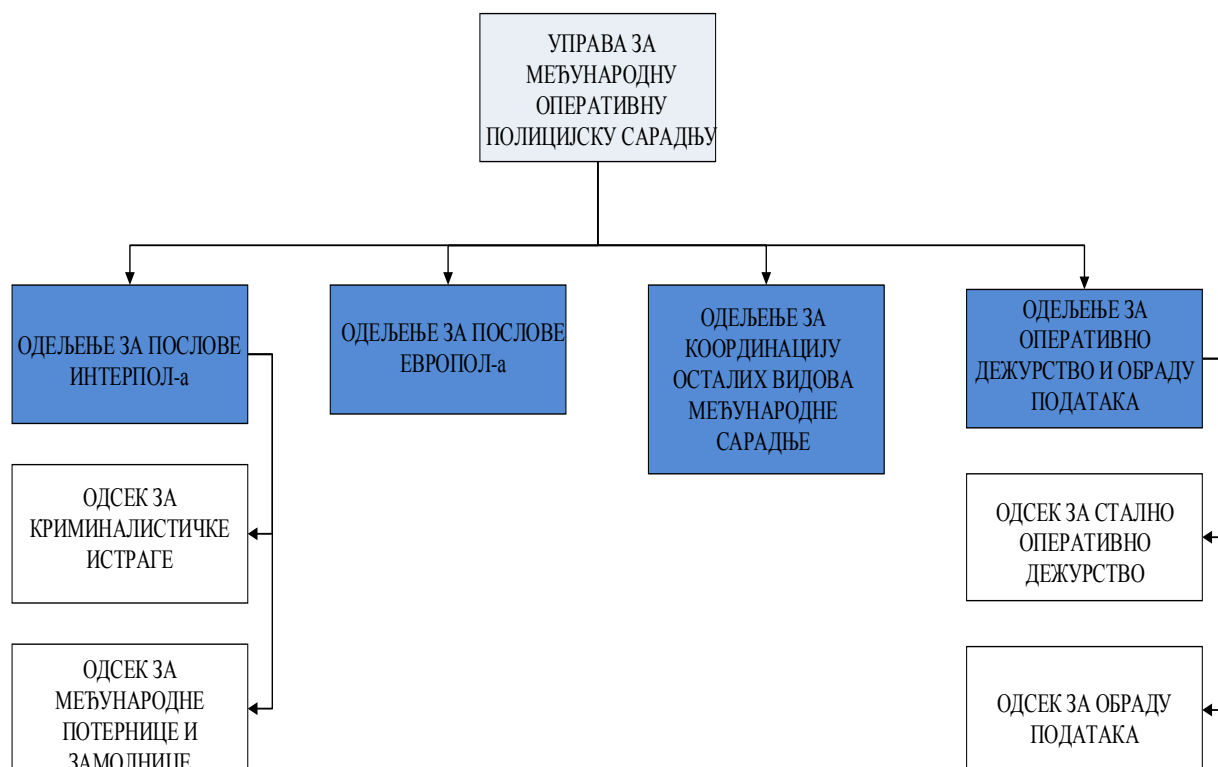 УПРАВА ЗА
МЕЂУНАРОДНУ
ОПЕРАТИВНУ
ПОЛИЦИЈСКУ САРАДЊУ
ОДЕЉЕЊЕ ЗА ПОСЛОВЕ
ИНТЕРПОЛ-а
ОДЕЉЕЊЕ ЗА ПОСЛОВЕ
ЕВРОПОЛ-а
ОДЕЉЕЊЕ ЗА
КООРДИНАЦИЈУ
ОСТАЛИХ ВИДОВА
МЕЂУНАРОДНЕ
САРАДЊЕ
ОДЕЉЕЊЕ ЗА
ОПЕРАТИВНО
ДЕЖУРСТВО И ОБРАДУ
ПОДАТАКА
ОДСЕК ЗА
КРИМИНАЛИСТИЧКЕ
ИСТРАГЕ
ОДСЕК ЗА
МЕЂУНАРОДНЕ
ПОТЕРНИЦЕ И
ЗАМОЛНИЦЕ
ОДСЕК ЗА СТАЛНО
ОПЕРАТИВНО
ДЕЖУРСТВО
ОДСЕК ЗА ОБРАДУ
ПОДАТАКА